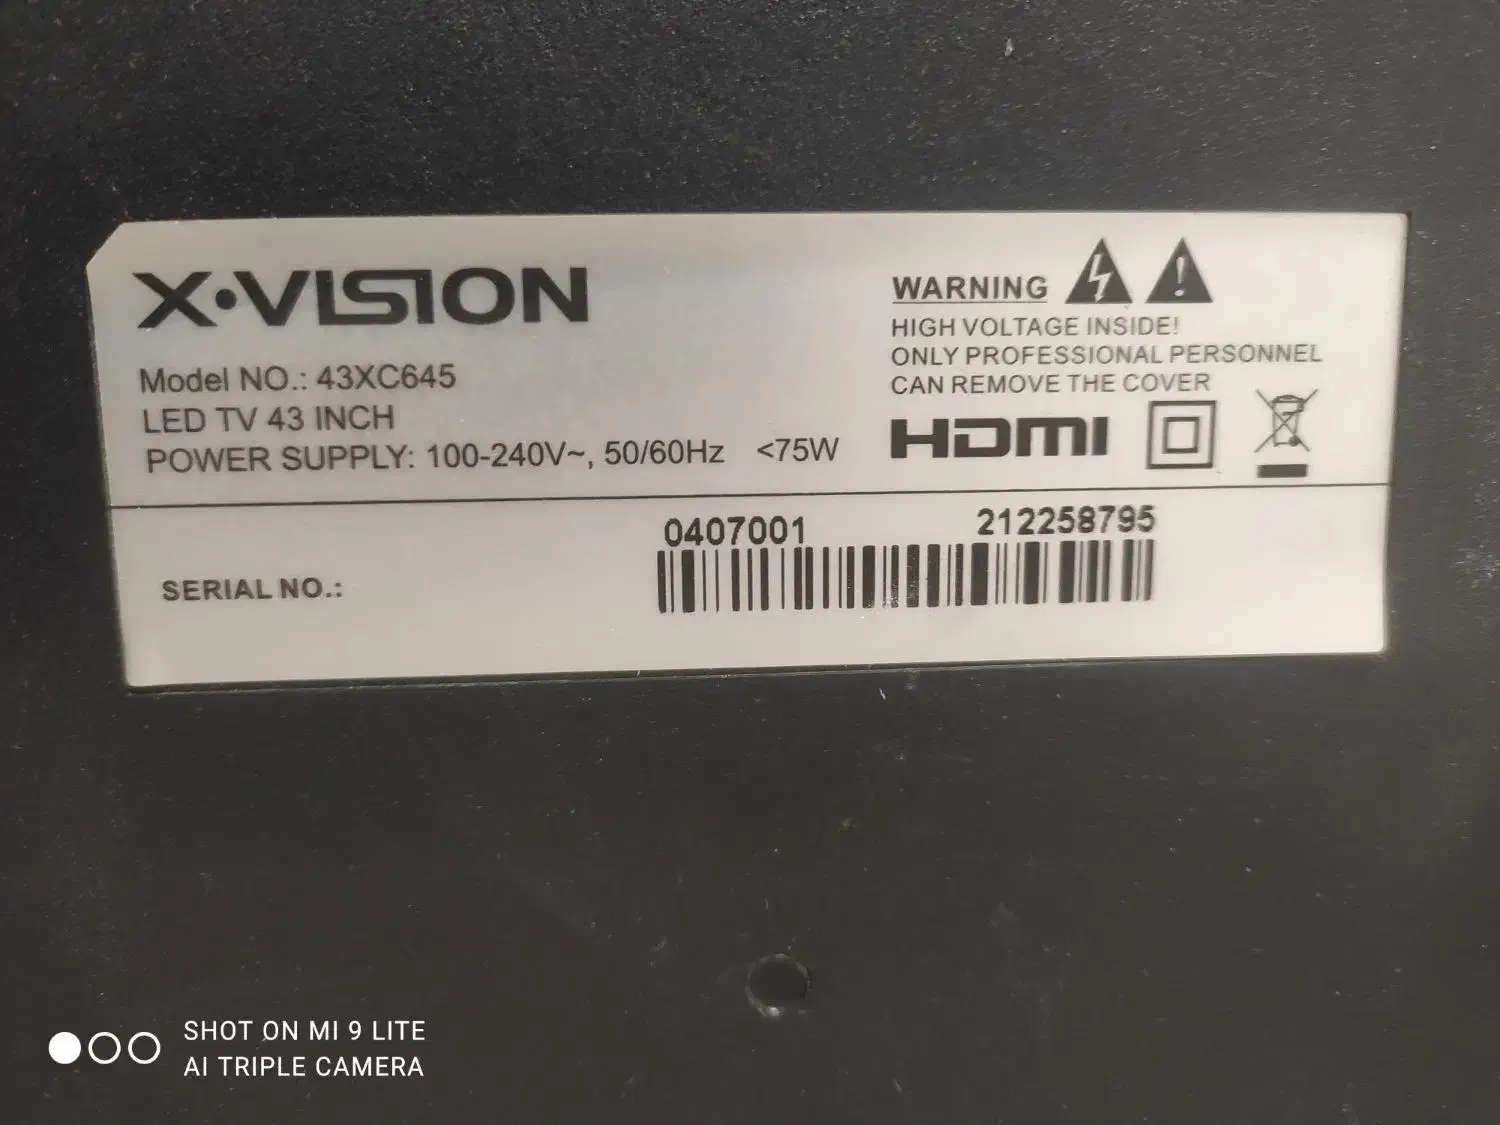 X·VISION
Model NO.: 43XC645
LED TV 43 INCH
POWER SUPPLY: 100-240V~, 50/60Hz <75W
WARNING
HIGH VOLTAGE INSIDE!
ONLY PROFESSIONAL PERSONNEL
CAN REMOVE THE COVER
HDMI
SERIAL NO.:
0407001 212258795
SHOT ON MI 9 LITE
AI TRIPLE CAMERA